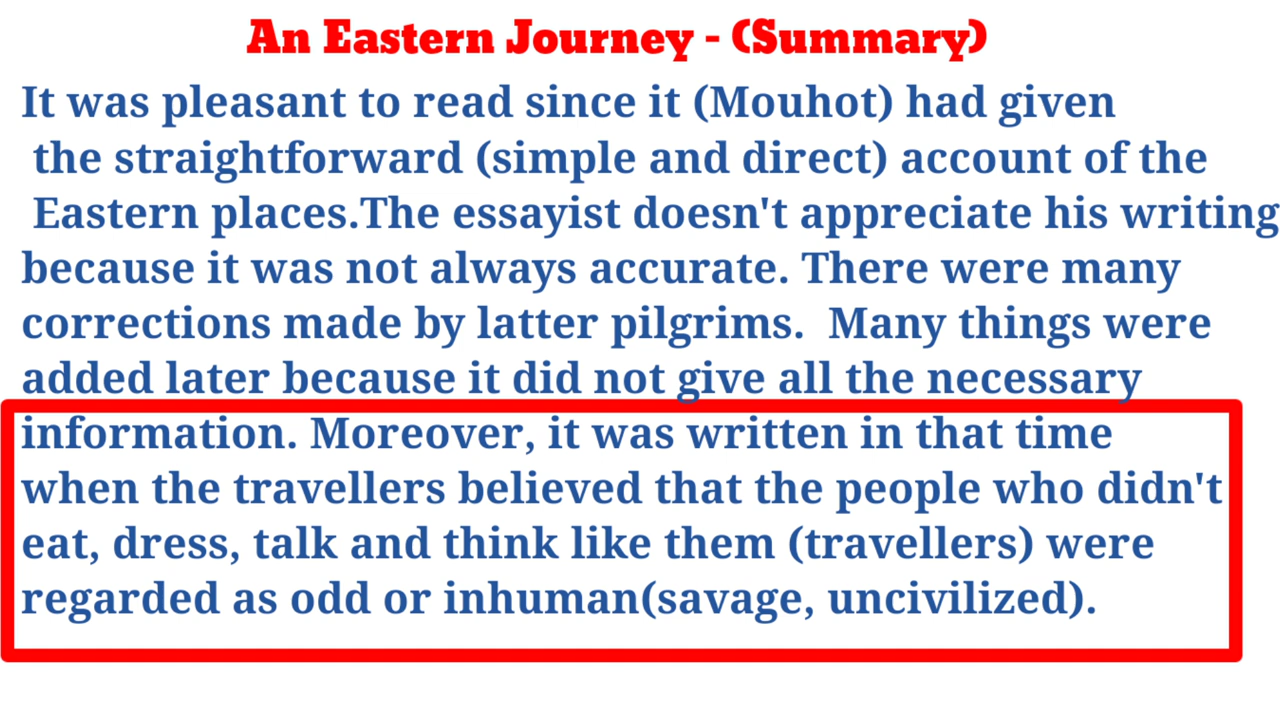 An Eastern Journey - (Summary)
It was pleasant to read since it (Mouhot) had given
the straightforward (simple and direct) account of the
Eastern places.The essayist doesn't appreciate his writing
because it was not always accurate. There were many
corrections made by latter pilgrims. Many things were
added later because it did not give all the necessary
information. Moreover, it was written in that time
when the travellers believed that the people who didn't
eat, dress, talk and think like them (travellers) were
regarded as odd or inhuman(savage, uncivilized).